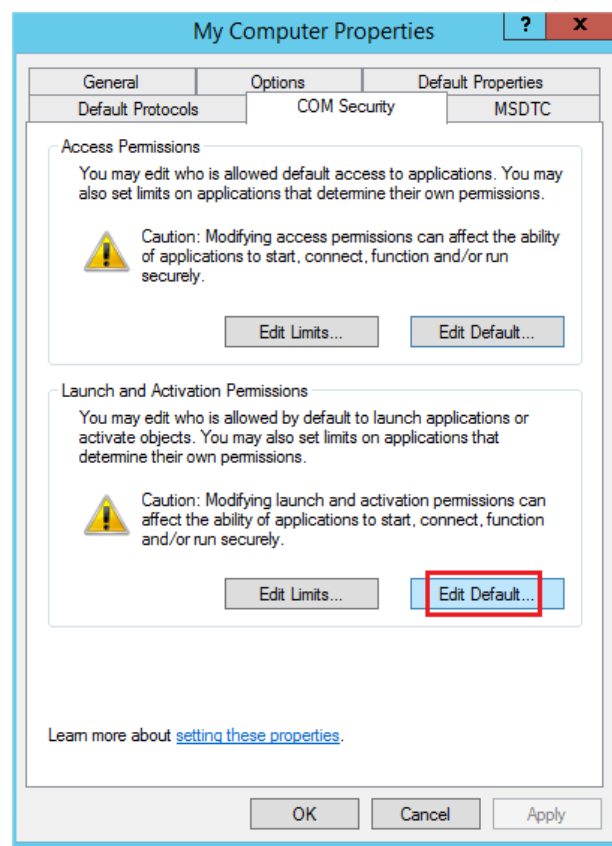 My Computer Properties
?
x
General
Options
Default Properties
Default Protocols
COM Security
MSDTC
Access Permissions
You may edit who is allowed default access to applications. You may
also set limits on applications that determine their own permissions.
Caution: Modifying access permissions can affect the ability
of applications to start, connect, function and/or run
securely.
Edit Limits...
Edit Default...
Launch and Activation Permissions
You may edit who is allowed by default to launch applications or
activate objects. You may also set limits on applications that
determine their own permissions.
Caution: Modifying launch and activation permissions can
affect the ability of applications to start, connect, function
and/or run securely.
Edit Limits...
Edit Default...
Learn more about setting these properties.
OK
Cancel
Apply